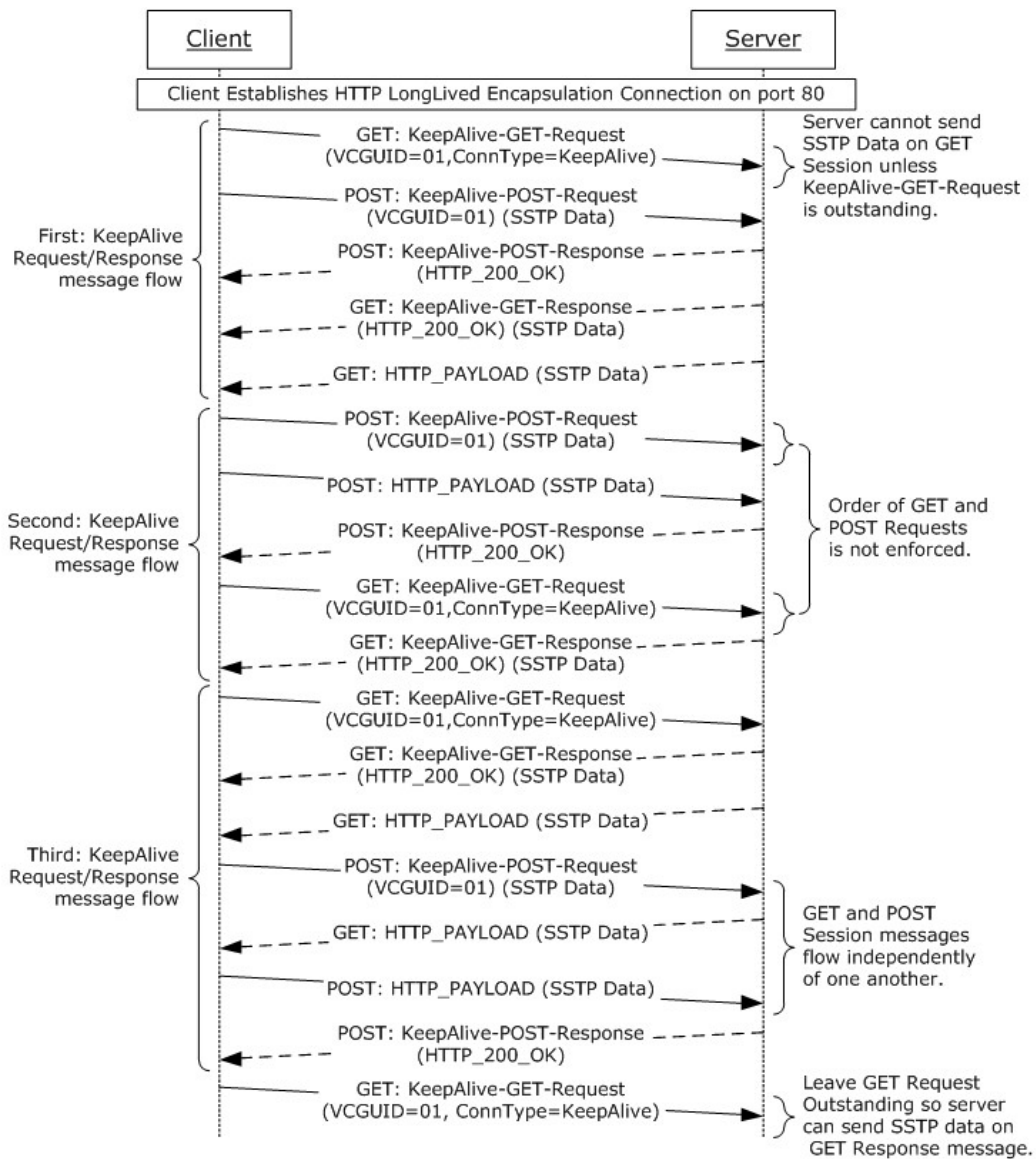 Client
Server
Client Establishes HTTP LongLived Encapsulation Connection on port 80
GET: KeepAlive-GET-Request
(VCGUID=01,ConnType=KeepAlive)
Server cannot send
SSTP Data on GET
Session unless
KeepAlive-GET-Request
is outstanding.
POST: KeepAlive-POST-Request
(VCGUID=01) (SSTP Data)
First: KeepAlive
Request/Response
message flow
POST: KeepAlive-POST-Response
(HTTP_200_OK)
GET: KeepAlive-GET-Response
(HTTP_200_OK) (SSTP Data)
GET: HTTP_PAYLOAD (SSTP Data)
POST: KeepAlive-POST-Request
(VCGUID=01) (SSTP Data)
POST: HTTP_PAYLOAD (SSTP Data)
Second: KeepAlive
Request/Response
message flow
Order of GET and
POST Requests
is not enforced.
POST: KeepAlive-POST-Response
(HTTP_200_OK)
GET: KeepAlive-GET-Request
(VCGUID=01,ConnType=KeepAlive)
GET: KeepAlive-GET-Response
(HTTP_200_OK) (SSTP Data)
GET: KeepAlive-GET-Request
(VCGUID=01,ConnType=KeepAlive)
GET: KeepAlive-GET-Response
(HTTP_200_OK) (SSTP Data)
GET: HTTP_PAYLOAD (SSTP Data)
Third: KeepAlive
Request/Response
message flow
POST: KeepAlive-POST-Request
(VCGUID=01) (SSTP Data)
GET: HTTP_PAYLOAD (SSTP Data)
GET and POST
Session messages
flow independently
of one another.
POST: HTTP_PAYLOAD (SSTP Data)
POST: KeepAlive-POST-Response
(HTTP_200_OK)
GET: KeepAlive-GET-Request
(VCGUID=01, ConnType=KeepAlive)
Leave GET Request
Outstanding so server
can send SSTP data on
GET Response message.